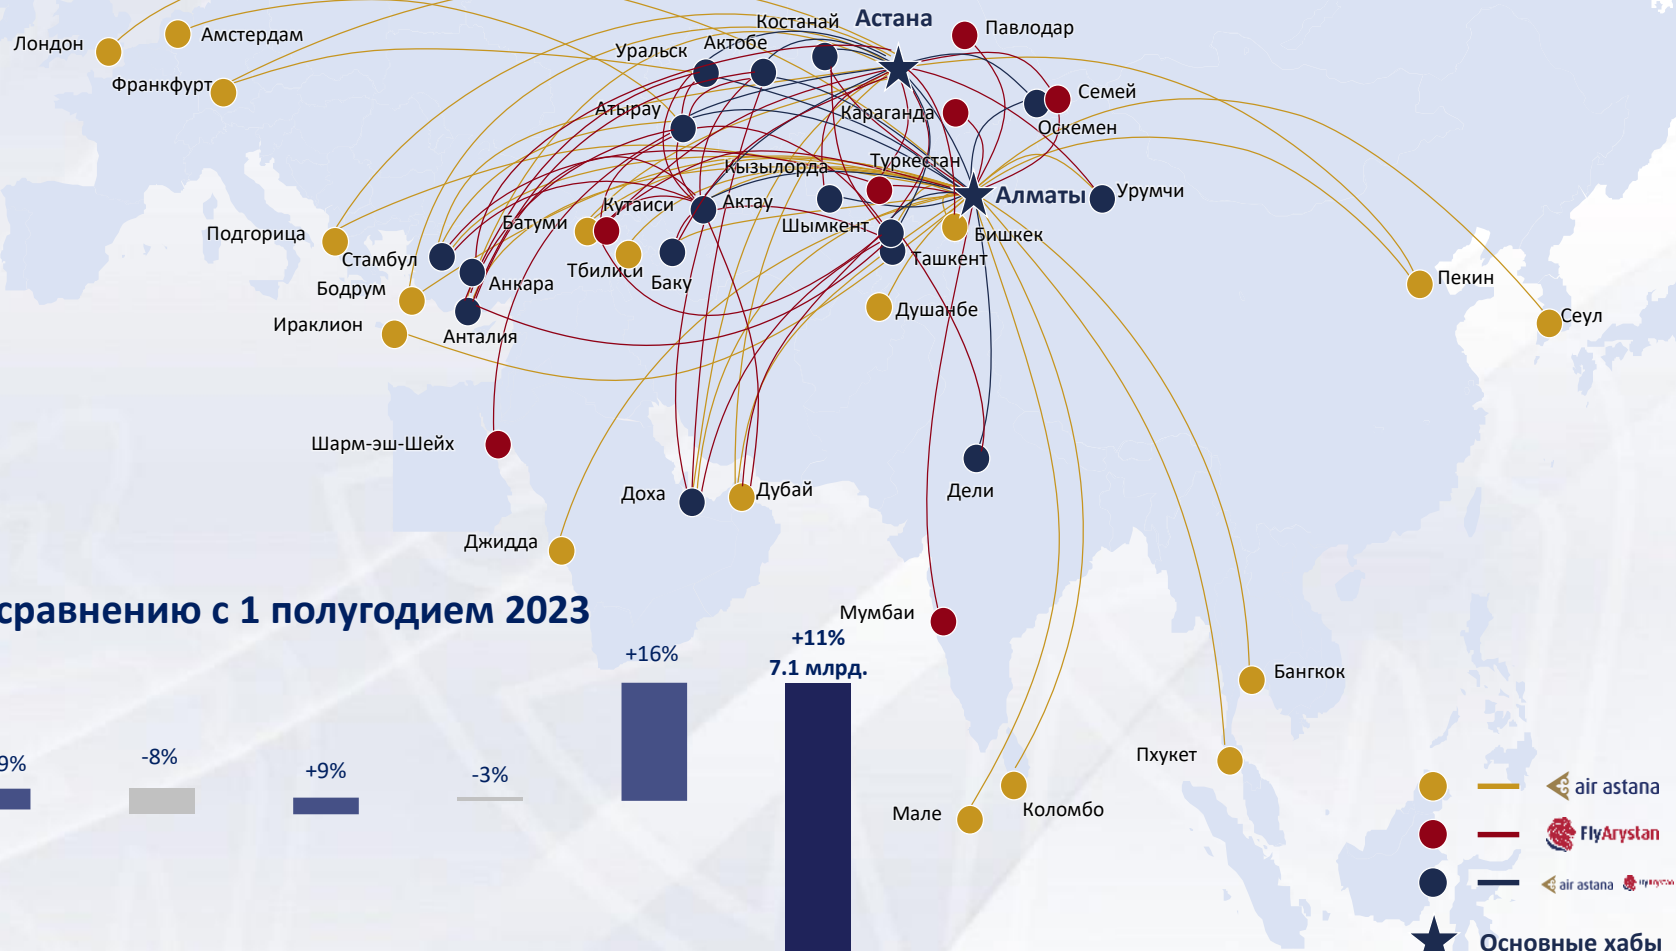 Астана
Костанай
Павлодар
Лондон
Амстердам
Уральск
Актобе
Франкфурт
Семей
Атырау
Караганда
Оскемен
Туркестан
Кызылорда
Урумчи
Алматы
Кутаиси
Актау
Батуми
Шымкент
Подгорица
Бишкек
Стамбул
Ташкент
Тбилиси
Баку
Анкара
Пекин
Бодрум
Душанбе
Сеул
Ираклион
Анталия
Шарм-эш-Шейх
Доха
Дубай
Дели
Джидда
сравнению с 1 полугодием 2023
Мумбаи
+11%
7.1 млрд.
+16%
Бангкок
Пхукет
9%
-8%
+9%
-3%
Мале
Коломбо
air astana
FlyArystan
air astana
Основные хабы